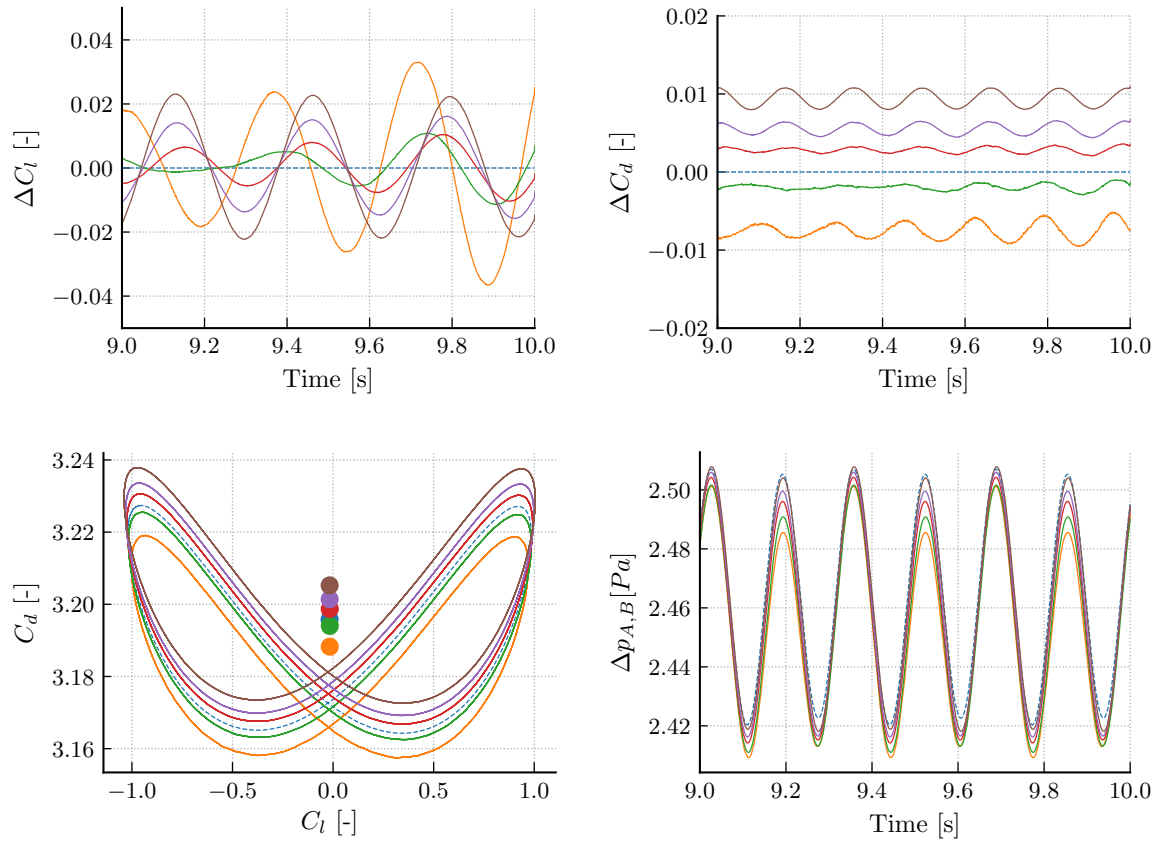 0.04
0.02
0.00
−0.02
−0.04
ΔC_l [-]
9.0 9.2 9.4 9.6 9.8 10.0
Time [s]
0.02
0.01
0.00
−0.01
−0.02
ΔC_d [-]
9.0 9.2 9.4 9.6 9.8 10.0
Time [s]
3.24
3.22
3.20
3.18
3.16
C_d [-]
−1.0 −0.5 0.0 0.5 1.0
C_l [-]
2.50
2.48
2.46
2.44
2.42
Δp_{A,B}[Pa]
9.0 9.2 9.4 9.6 9.8 10.0
Time [s]